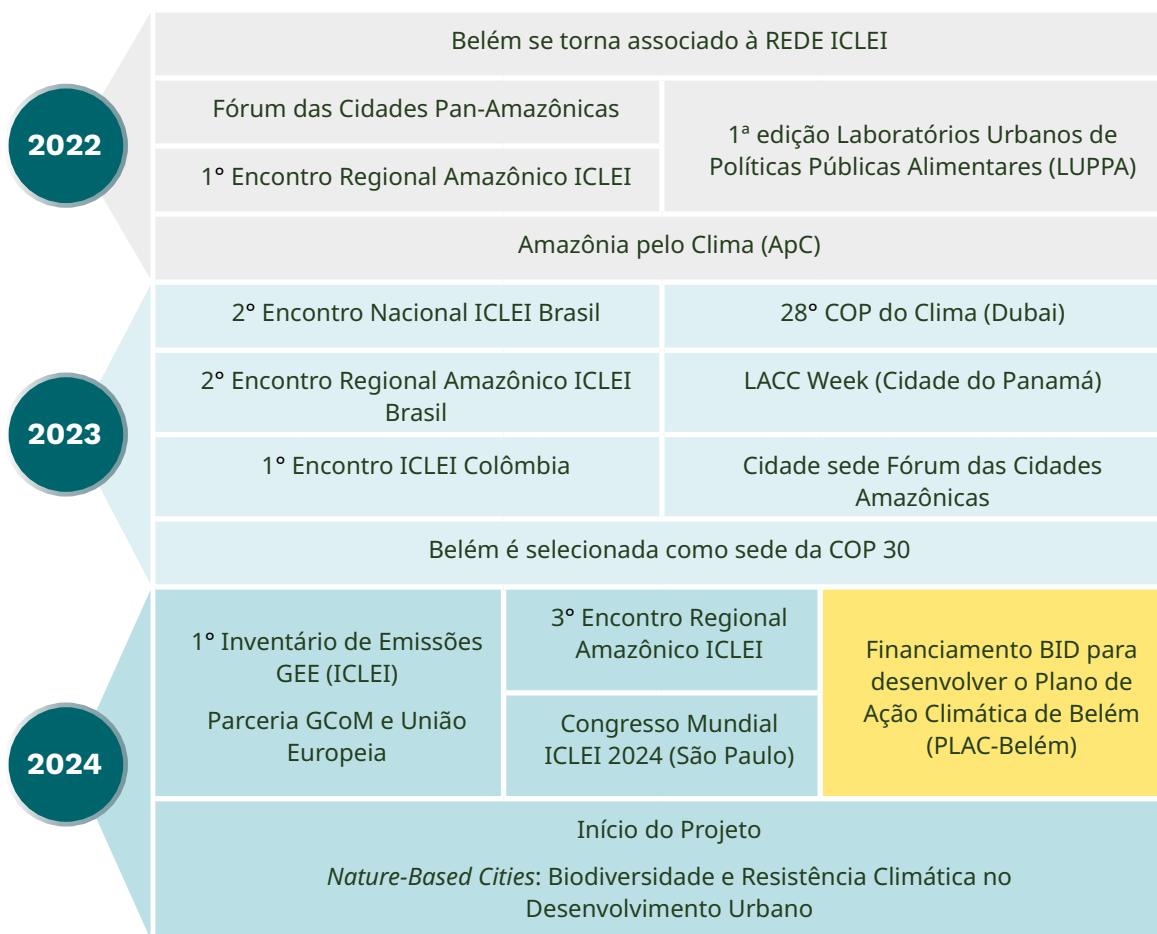 2022
Belém se torna associado à REDE ICLEI
Fórum das Cidades Pan-Amazônicas
1° Encontro Regional Amazônico ICLEI
1ª edição Laboratórios Urbanos de
Políticas Públicas Alimentares (LUPPA)
Amazônia pelo Clima (ApC)
2023
2° Encontro Nacional ICLEI Brasil
28° COP do Clima (Dubai)
2° Encontro Regional Amazônico ICLEI
Brasil
LACC Week (Cidade do Panamá)
1° Encontro ICLEI Colômbia
Cidade sede Fórum das Cidades
Amazônicas
Belém é selecionada como sede da COP 30
2024
1° Inventário de Emissões
GEE (ICLEI)
Parceria GCoM e União
Europeia
3° Encontro Regional
Amazônico ICLEI
Congresso Mundial
ICLEI 2024 (São Paulo)
Financiamento BID para
desenvolver o Plano de
Ação Climática de Belém
(PLAC-Belém)
Início do Projeto
Nature-Based Cities: Biodiversidade e Resistência Climática no
Desenvolvimento Urbano